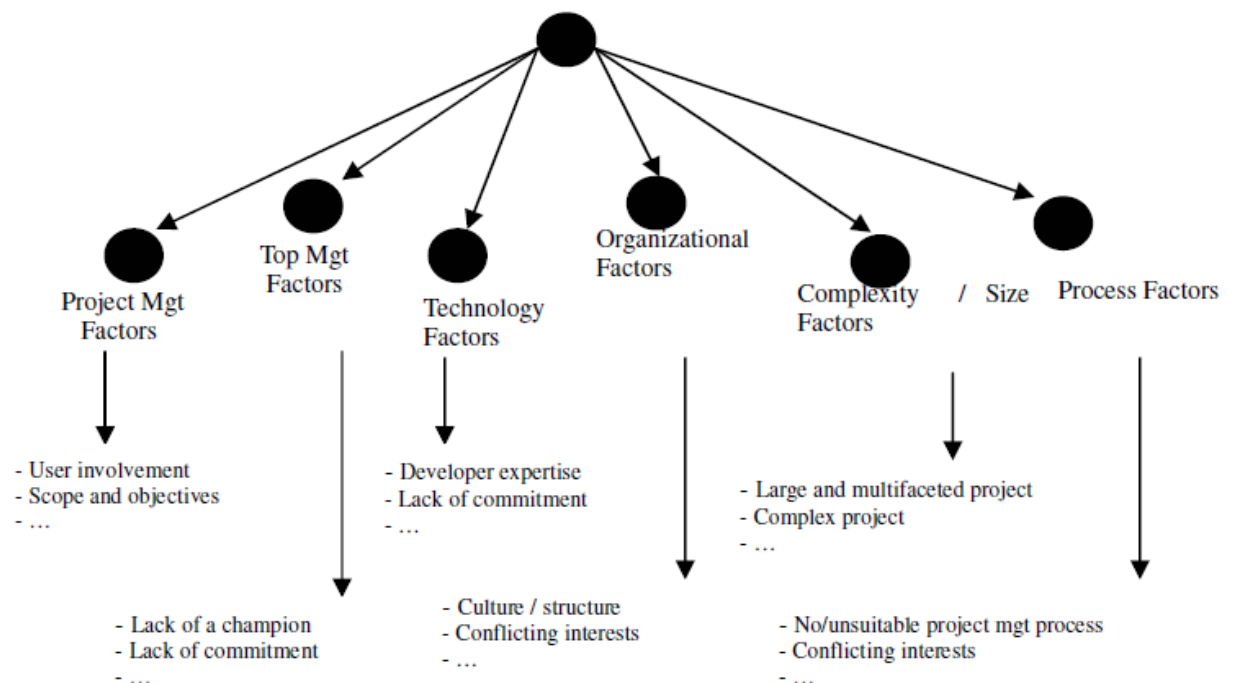 Project Mgt
Factors
Top Mgt
Factors
Technology
Factors
Organizational
Factors
Complexity / Size
Factors
Process Factors
- User involvement
- Scope and objectives
- ...
- Lack of a champion
- Lack of commitment
- ...
- Developer expertise
- Lack of commitment
- ...
- Culture / structure
- Conflicting interests
- ...
- Large and multifaceted project
- Complex project
- ...
- No/unsuitable project mgt process
- Conflicting interests
- ...